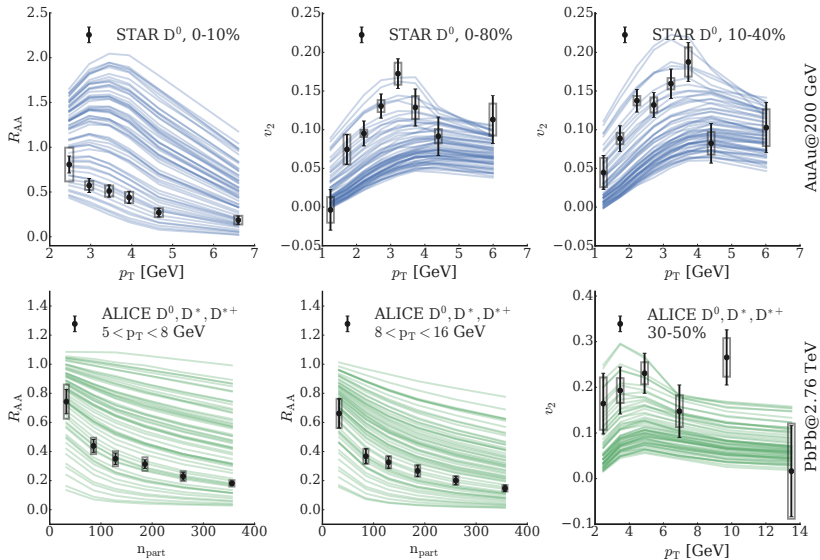 STAR D⁰, 0-10%
2.5
2.0
1.5
1.0
0.5
0.0
R_AA
2 3 4 5 6 7
p_T [GeV]
STAR D⁰, 0-80%
0.25
0.20
0.15
0.10
0.05
0.00
−0.05
v₂
1 2 3 4 5 6 7
p_T [GeV]
STAR D⁰, 10-40%
0.25
0.20
0.15
0.10
0.05
0.00
−0.05
v₂
1 2 3 4 5 6 7
p_T [GeV]
AuAu@200 GeV
ALICE D⁰, D*, D*⁺
5 < p_T < 8 GeV
1.4
1.2
1.0
0.8
0.6
0.4
0.2
0.0
R_AA
0 100 200 300 400
n_part
ALICE D⁰, D*, D*⁺
8 < p_T < 16 GeV
1.4
1.2
1.0
0.8
0.6
0.4
0.2
0.0
R_AA
0 100 200 300 400
n_part
ALICE D⁰, D*, D*⁺
30-50%
0.4
0.3
0.2
0.1
0.0
−0.1
v₂
2 4 6 8 10 12 14
p_T [GeV]
PbPb@2.76 TeV